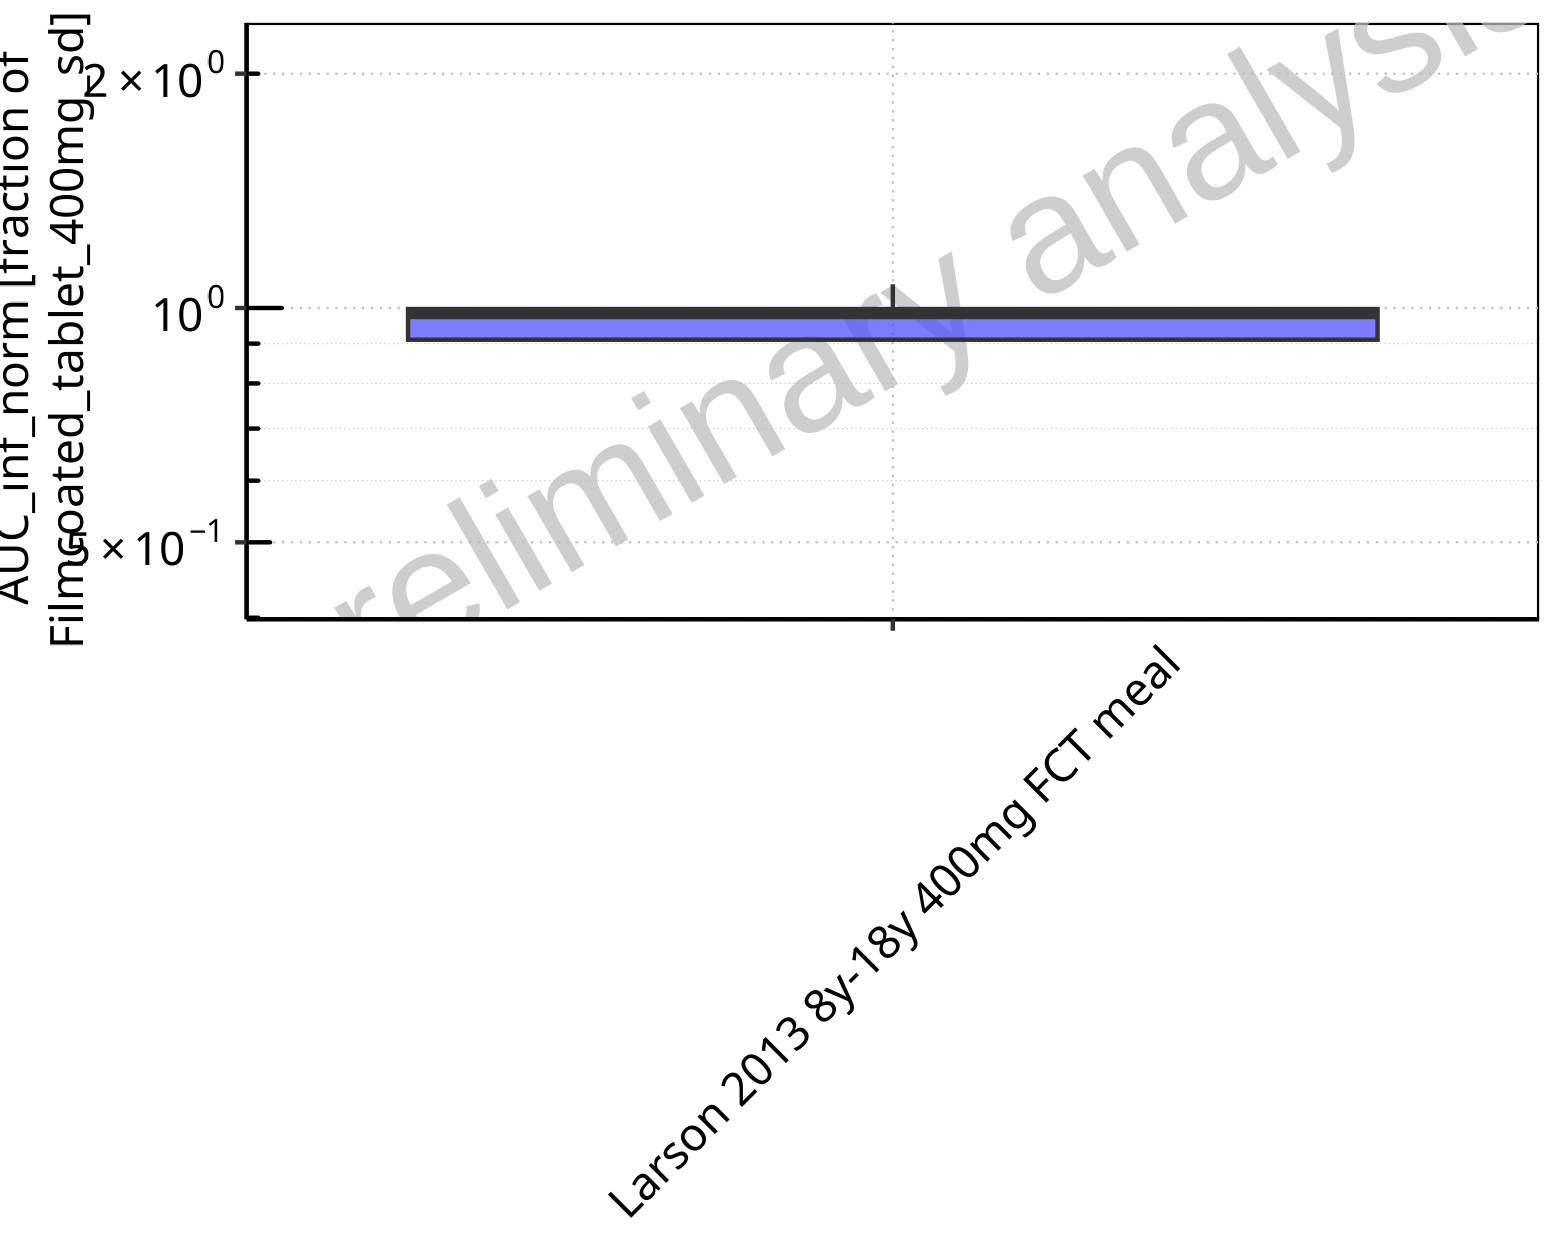 AUC_inf_norm [fraction of
Filmcoated_tablet_400mg_sd]
2 × 10⁰
10⁰
5 × 10⁻¹
reliminary analysis
Larson 2013 8y-18y 400mg FCT meal